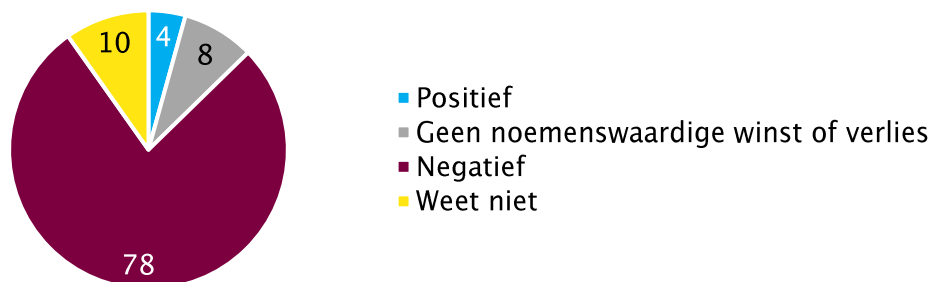 10
4
8
78
Positief
Geen noemenswaardige winst of verlies
Negatief
Weet niet